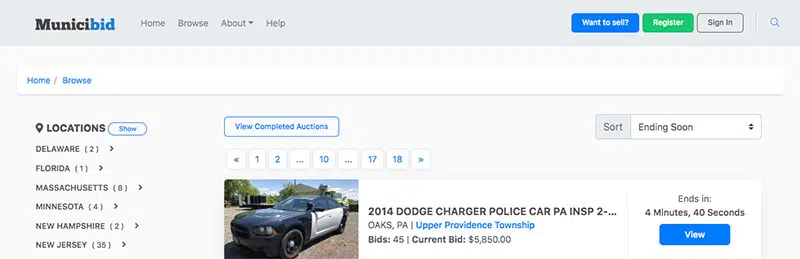 Municibid Home Browse About Help Want to sell? Register Sign In
Home / Browse
LOCATIONS Show
View Completed Auctions
Sort Ending Soon
DELAWARE ( 2 )
FLORIDA ( 1 )
MASSACHUSETTS ( 8 )
MINNESOTA ( 4 )
NEW HAMPSHIRE ( 2 )
NEW JERSEY ( 35 )
« 1 2 ... 10 ... 17 18 »
2014 DODGE CHARGER POLICE CAR PA INSP 2-...
OAKS, PA | Upper Providence Township
Bids: 45 | Current Bid: $5,850.00
Ends in:
4 Minutes, 40 Seconds
View